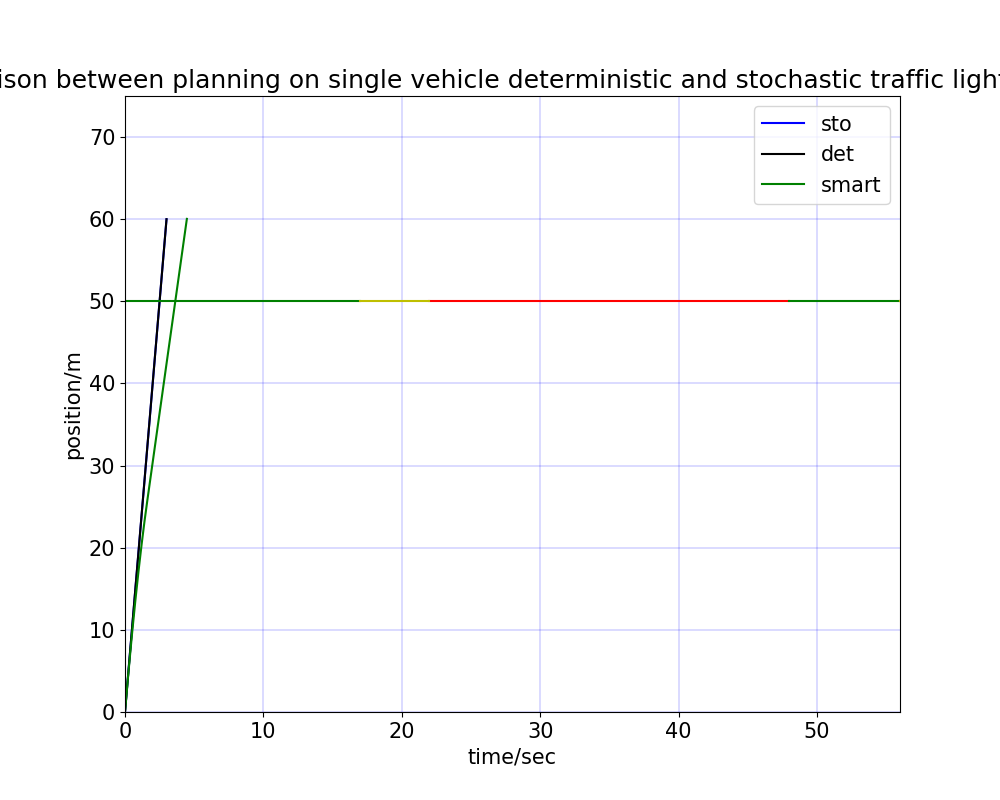 ison between planning on single vehicle deterministic and stochastic traffic ligh
sto
det
smart
70
60
50
40
30
20
10
0
position/m
0 10 20 30 40 50
time/sec